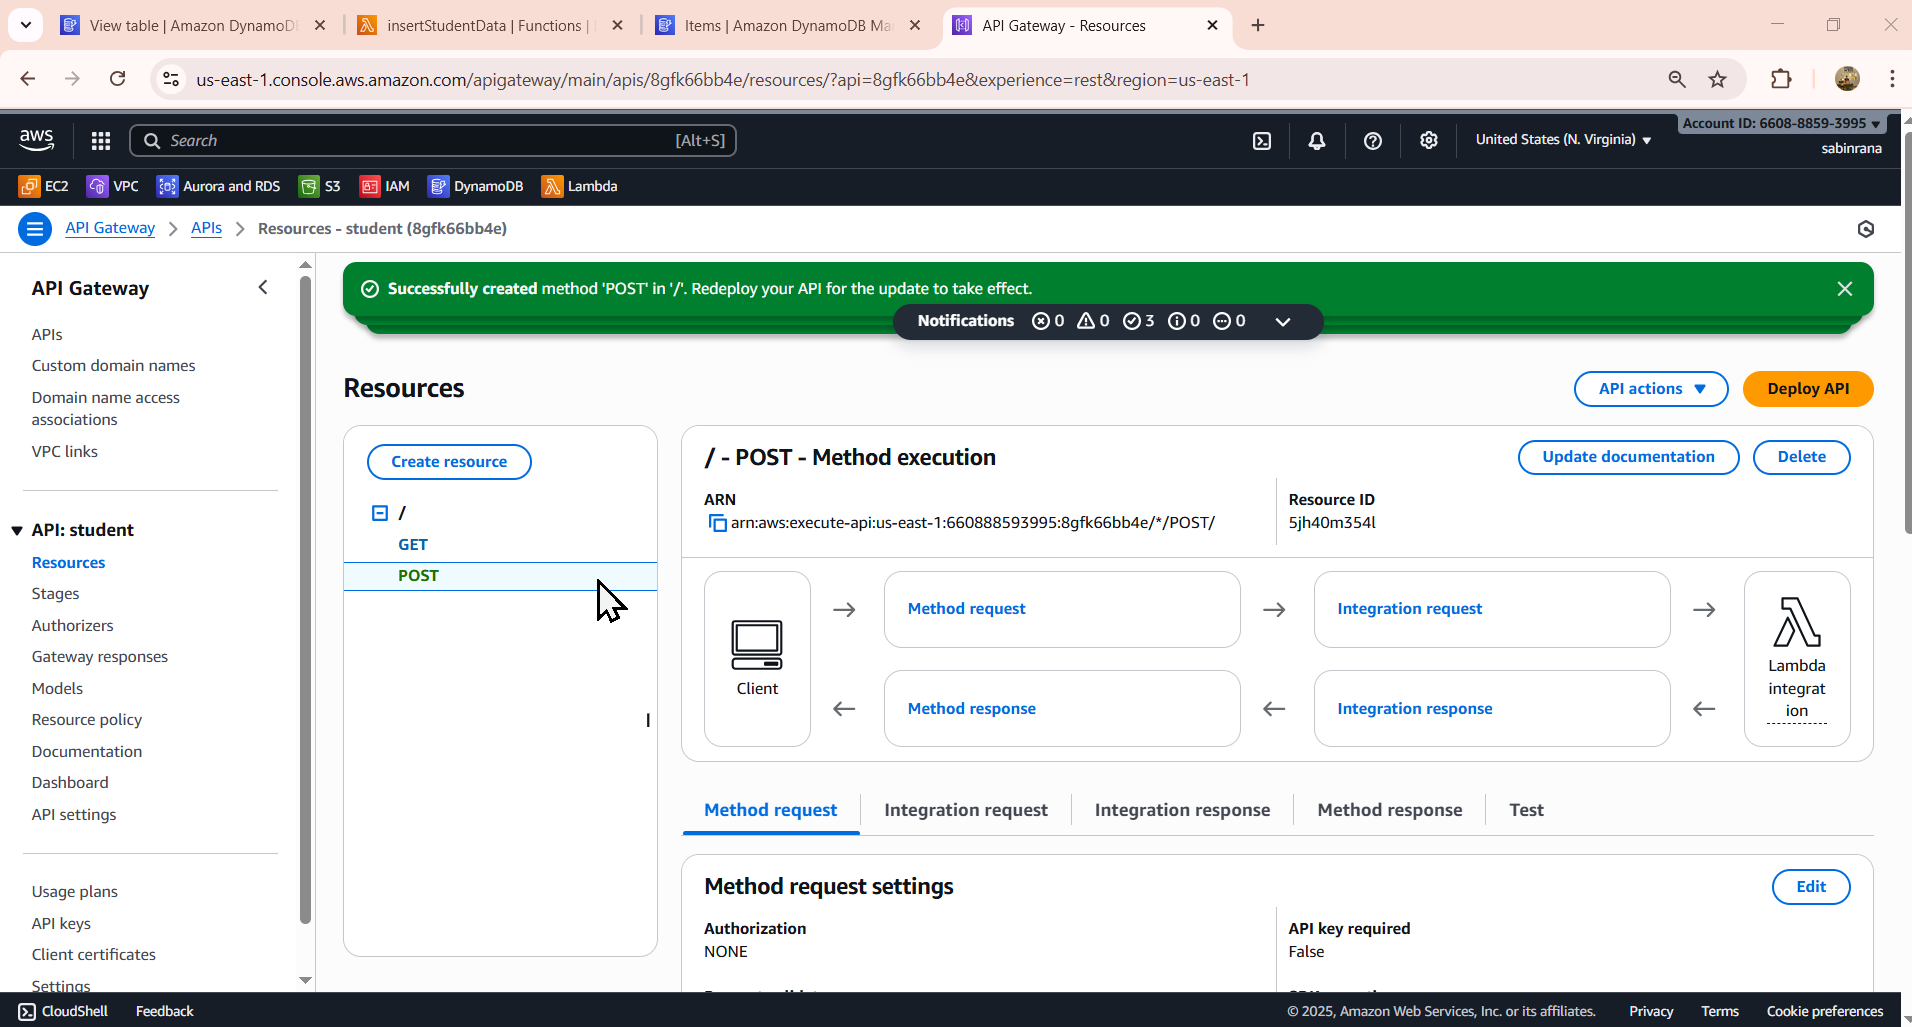 View table | Amazon DynamoDB
insertStudentData | Functions |
Items | Amazon DynamoDB Ma
API Gateway - Resources
us-east-1.console.aws.amazon.com/apigateway/main/apis/8gfk66bb4e/resources/?api=8gfk66bb4e&experience=rest&region=us-east-1
aws
Search
[Alt+S]
United States (N. Virginia)
Account ID: 6608-8859-3995
sabinrana
EC2
VPC
Aurora and RDS
S3
IAM
DynamoDB
Lambda
API Gateway
APIs
Resources - student (8gfk66bb4e)
API Gateway
APIs
Custom domain names
Domain name access
associations
VPC links
API: student
Resources
Stages
Authorizers
Gateway responses
Models
Resource policy
Documentation
Dashboard
API settings
Usage plans
API keys
Client certificates
Settings
Successfully created method 'POST' in '/'. Redeploy your API for the update to take effect.
Notifications 0 0 3 0 0
Resources
API actions
Deploy API
Create resource
/
GET
POST
/ - POST - Method execution
Update documentation
Delete
ARN
arn:aws:execute-api:us-east-1:660888593995:8gfk66bb4e/*/POST/
Resource ID
5jh40m354l
Client
Method request
Integration request
Method response
Integration response
Lambda
integrat
ion
Method request
Integration request
Integration response
Method response
Test
Method request settings
Edit
Authorization
NONE
API key required
False
CloudShell
Feedback
© 2025, Amazon Web Services, Inc. or its affiliates.
Privacy
Terms
Cookie preferences